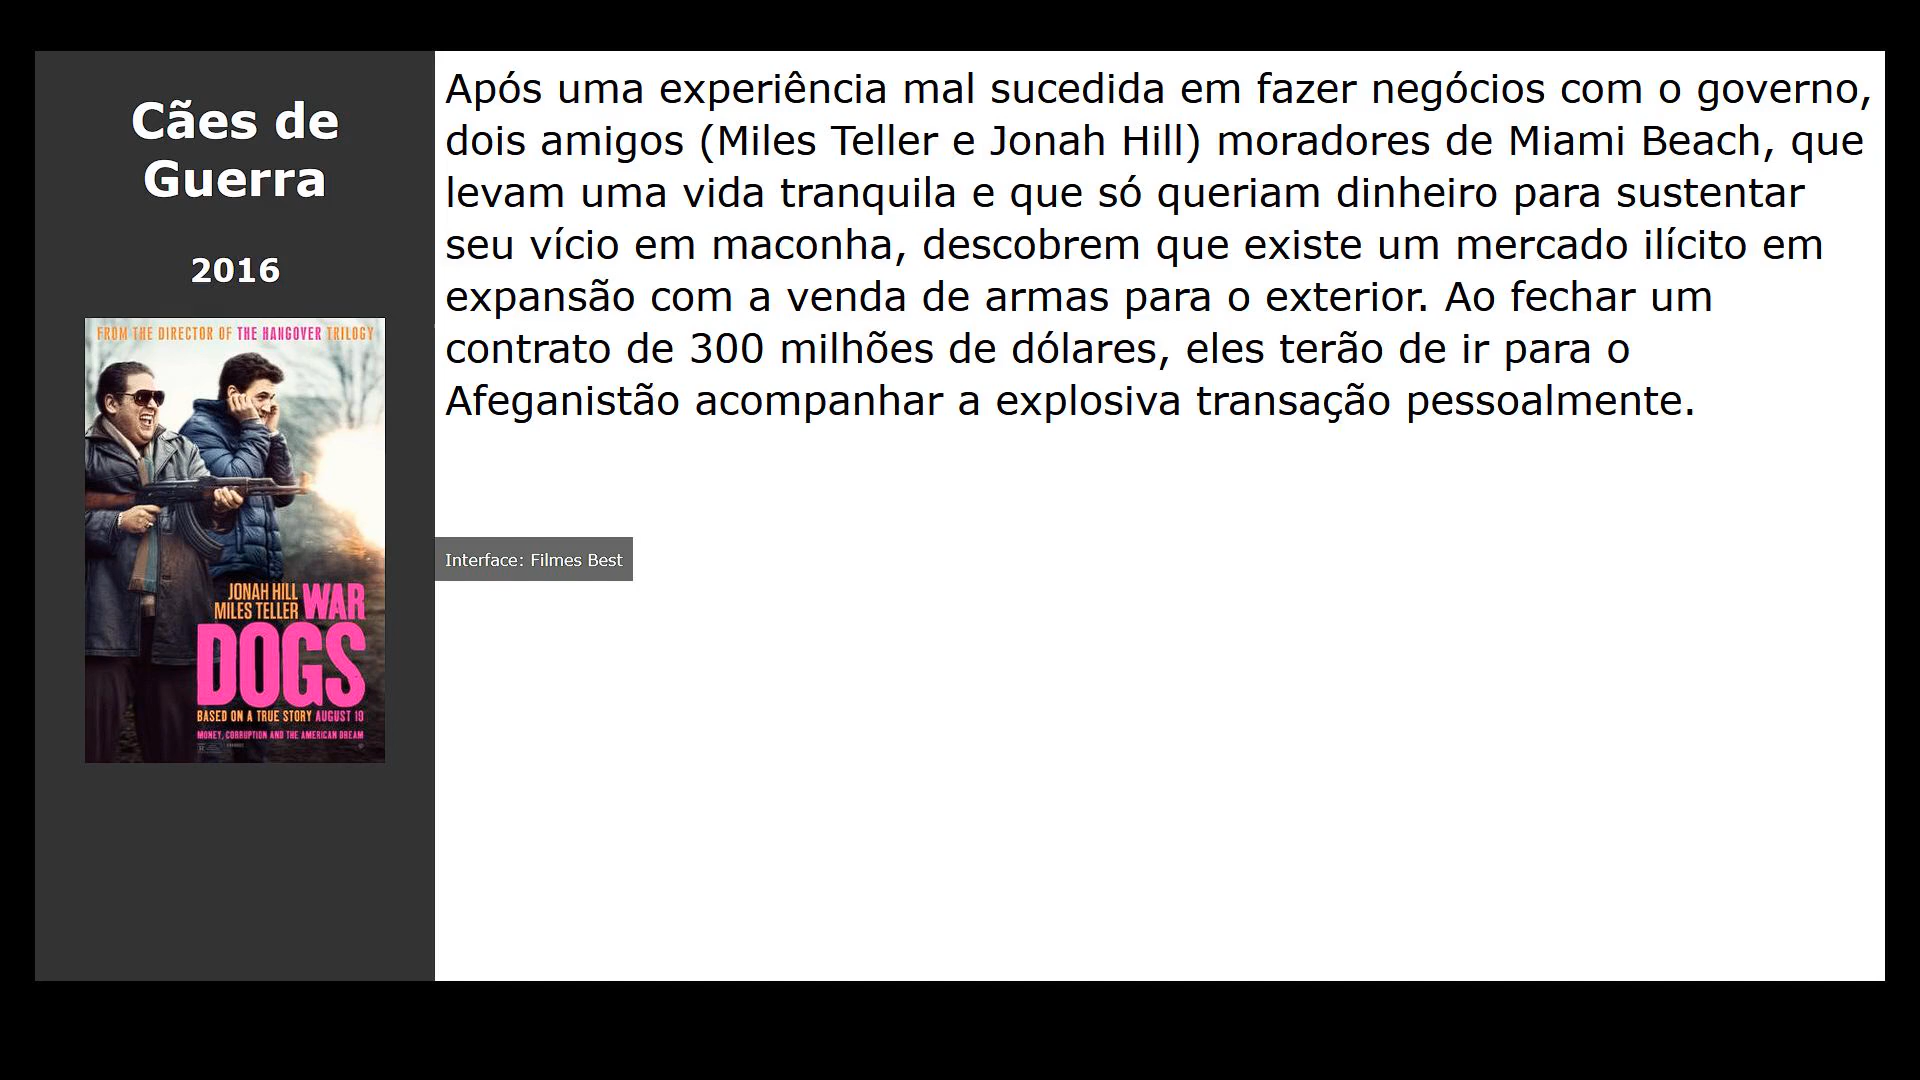 Cães de
Guerra
2016
FROM THE DIRECTOR OF THE HANGOVER TRILOGY
JONAH HILL
MILES TELLER WAR
DOGS
BASED ON A TRUE STORY AUGUST 19
MONEY, CORRUPTION AND THE AMERICAN DREAM
Após uma experiência mal sucedida em fazer negócios com o governo,
dois amigos (Miles Teller e Jonah Hill) moradores de Miami Beach, que
levam uma vida tranquila e que só queriam dinheiro para sustentar
seu vício em maconha, descobrem que existe um mercado ilícito em
expansão com a venda de armas para o exterior. Ao fechar um
contrato de 300 milhões de dólares, eles terão de ir para o
Afeganistão acompanhar a explosiva transação pessoalmente.
Interface: Filmes Best